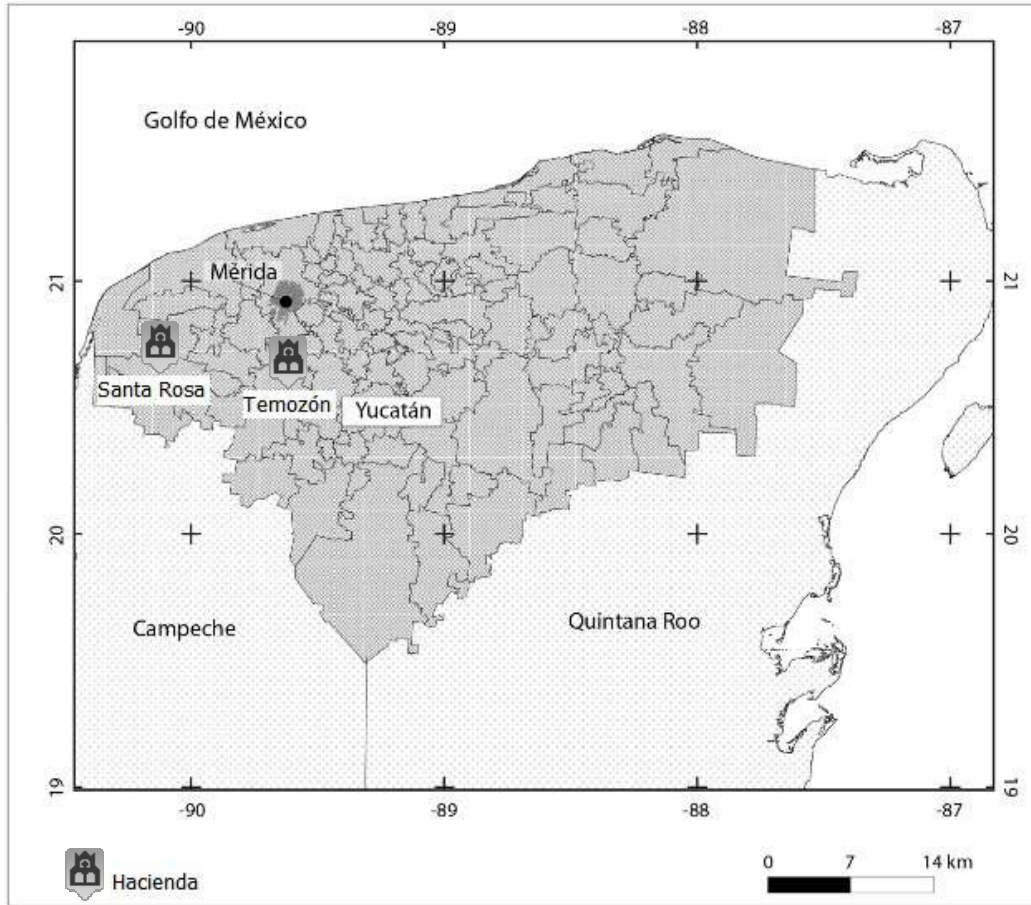 -90 -89 -88 -87
Golfo de México
Mérida
21 21
Santa Rosa
Temozón
Yucatán
20 20
Campeche
Quintana Roo
19 19
-90 -89 -88 -87
0 7 14 km
Hacienda